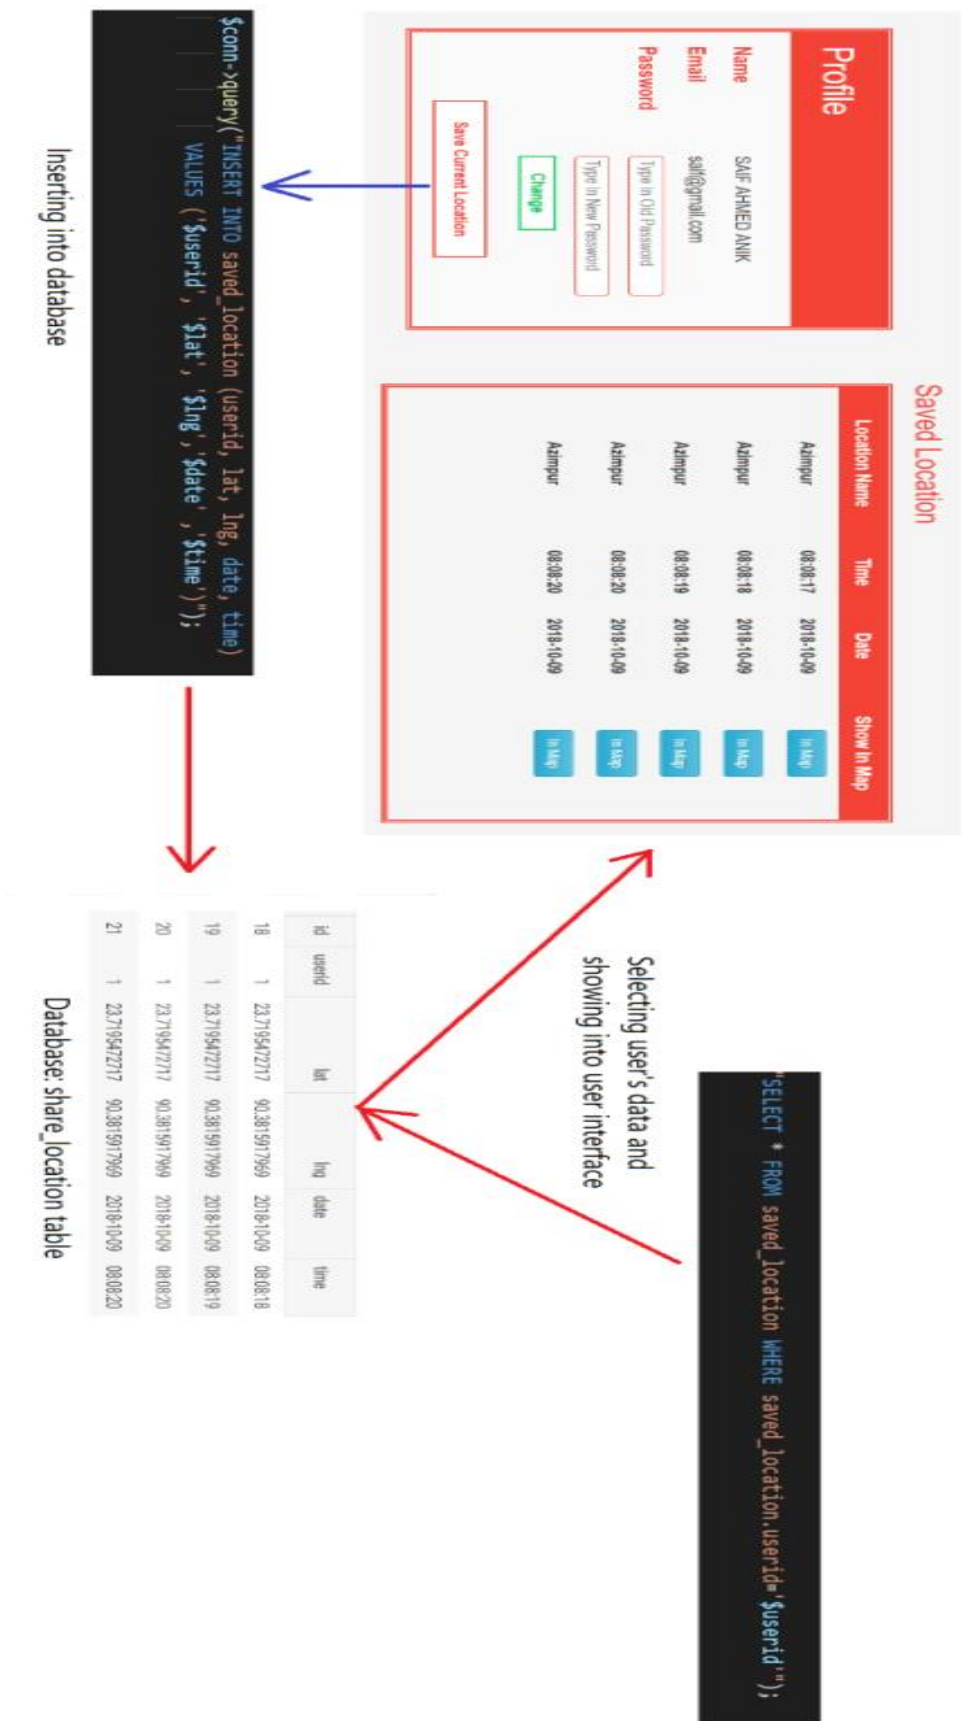 Saved Location
Profile
Name SAIF AHMED ANIK
Email saif@gmail.com
Password Type in Old Password
Type in New Password
Change
Save Current Location
Location Name Time Date Show In Map
Azimpur 08:08:17 2018-10-09 In Map
Azimpur 08:08:18 2018-10-09 In Map
Azimpur 08:08:19 2018-10-09 In Map
Azimpur 08:08:20 2018-10-09 In Map
Azimpur 08:08:20 2018-10-09 In Map
"SELECT * FROM saved_location WHERE saved_location.userid='$userid'");
Selecting user's data and
showing into user interface
$conn->query("INSERT INTO saved_location (userid, lat, lng, date, time)
VALUES ('$userid', '$lat', '$lng','$date' ,'$time')");
Inserting into database
id userid lat lng date time
18 1 23.7195472717 90.3815917969 2018-10-09 08:08:18
19 1 23.7195472717 90.3815917969 2018-10-09 08:08:19
20 1 23.7195472717 90.3815917969 2018-10-09 08:08:20
21 1 23.7195472717 90.3815917969 2018-10-09 08:08:20
Database: share_location table